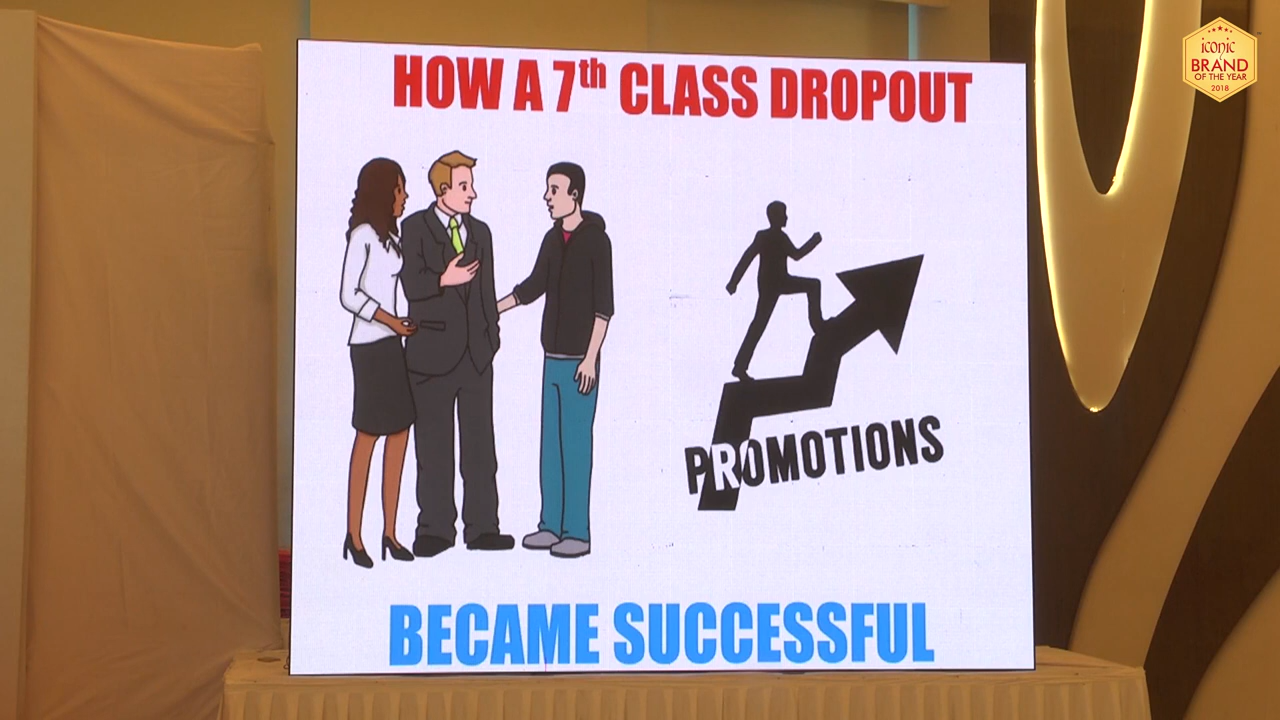 HOW A 7th CLASS DROPOUT
PROMOTIONS
BECAME SUCCESSFUL
iconic
BRAND
OF THE YEAR
2018